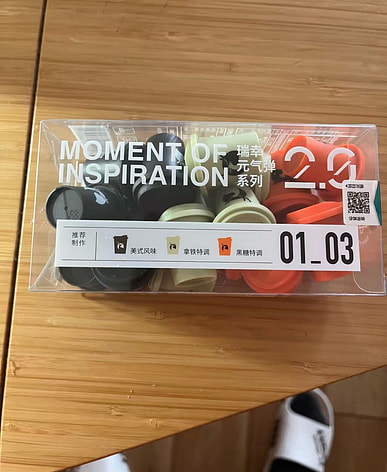 MOMENT OF
INSPIRATION
瑞幸
元气弹
系列
2.0
推荐
制作
美式风味
拿铁特调
黑糖特调
01_03